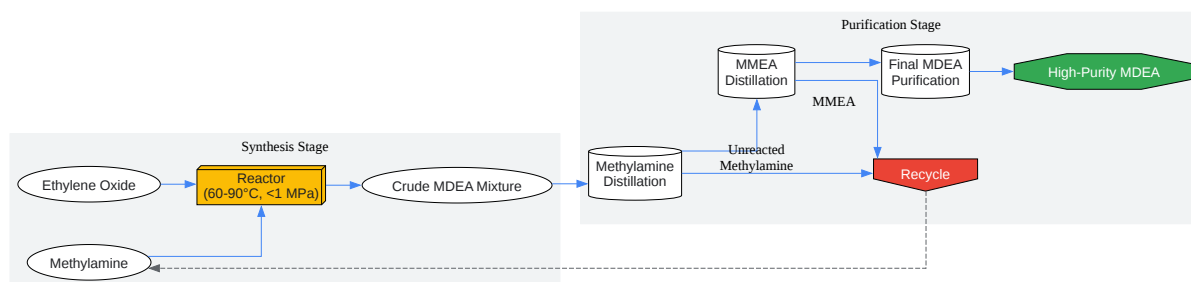 Purification Stage
MMEA
Distillation
Final MDEA
Purification
High-Purity MDEA
MMEA
Synthesis Stage
Unreacted
Methylamine
Methylamine
Distillation
Ethylene Oxide
Reactor
(60-90°C, <1 MPa)
Crude MDEA Mixture
Recycle
Methylamine